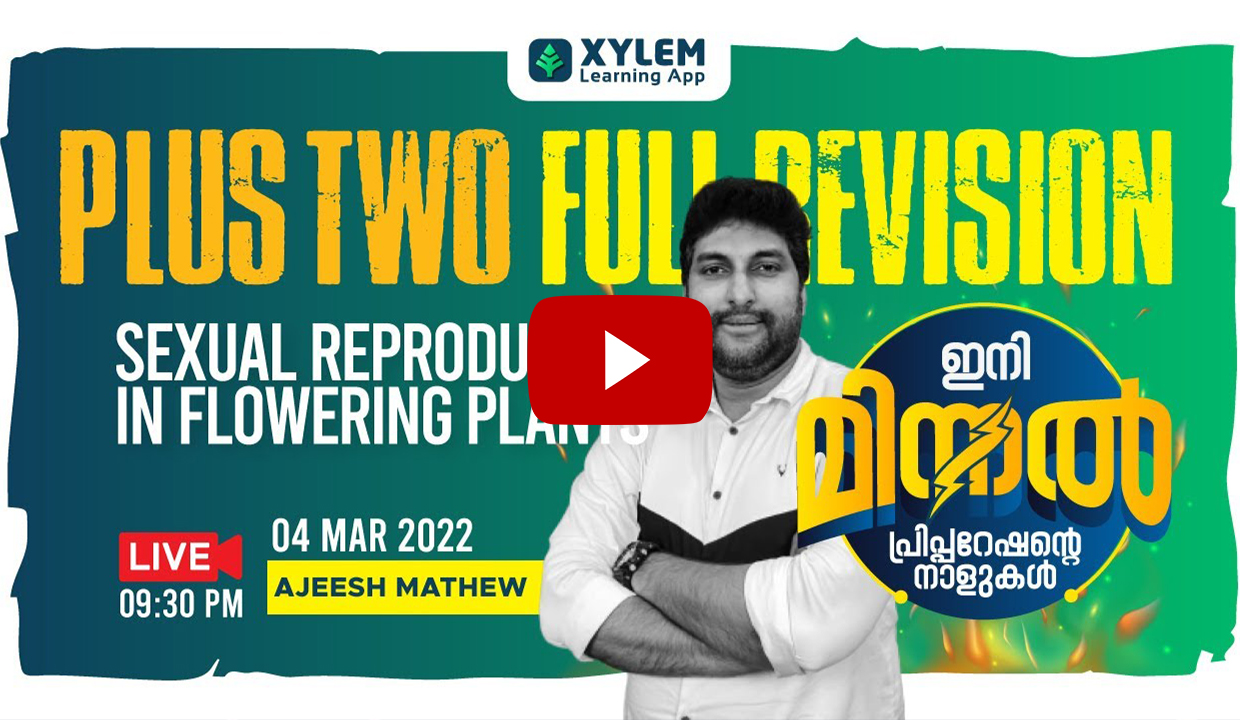 XYLEM
Learning App
PLUS TWO FULL REVISION
SEXUAL REPRODU
IN FLOWERING PLANTS
ഇനി
മിന്നൽ
പ്രിപ്പറേഷന്റെ
നാളുകൾ
LIVE
09:30 PM
04 MAR 2022
AJEESH MATHEW